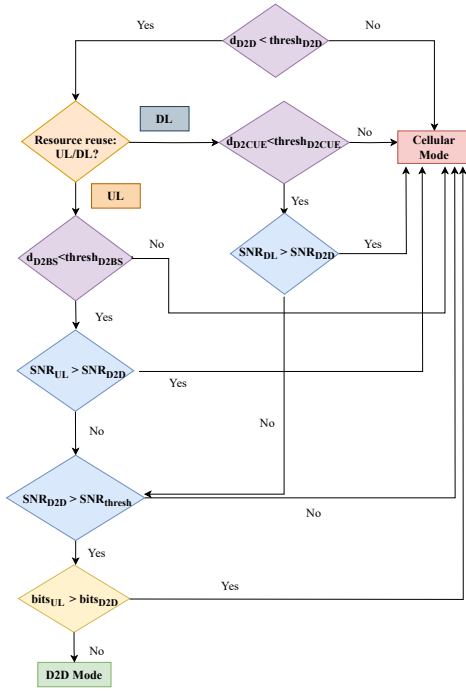 Yes
No
d_D2D < thresh_D2D
DL
Resource reuse:
UL/DL?
d_D2CUE<thresh_D2CUE
No
Cellular
Mode
UL
Yes
d_D2BS<thresh_D2BS
No
SNR_DL > SNR_D2D
Yes
Yes
SNR_UL > SNR_D2D
Yes
No
No
SNR_D2D > SNR_thresh
No
Yes
bits_UL > bits_D2D
Yes
No
D2D Mode